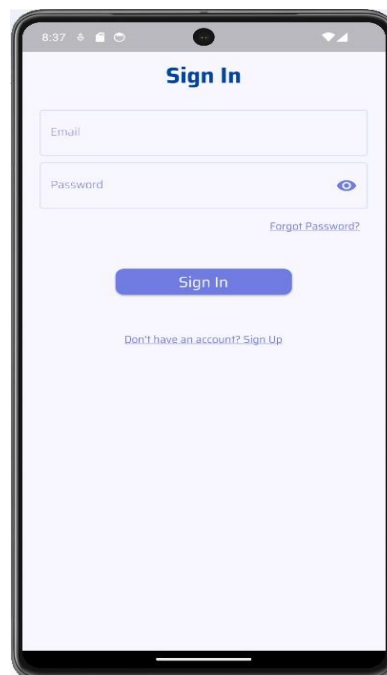 8:37
Sign In
Email
Password
Forgot Password?
Sign In
Don't have an account? Sign Up